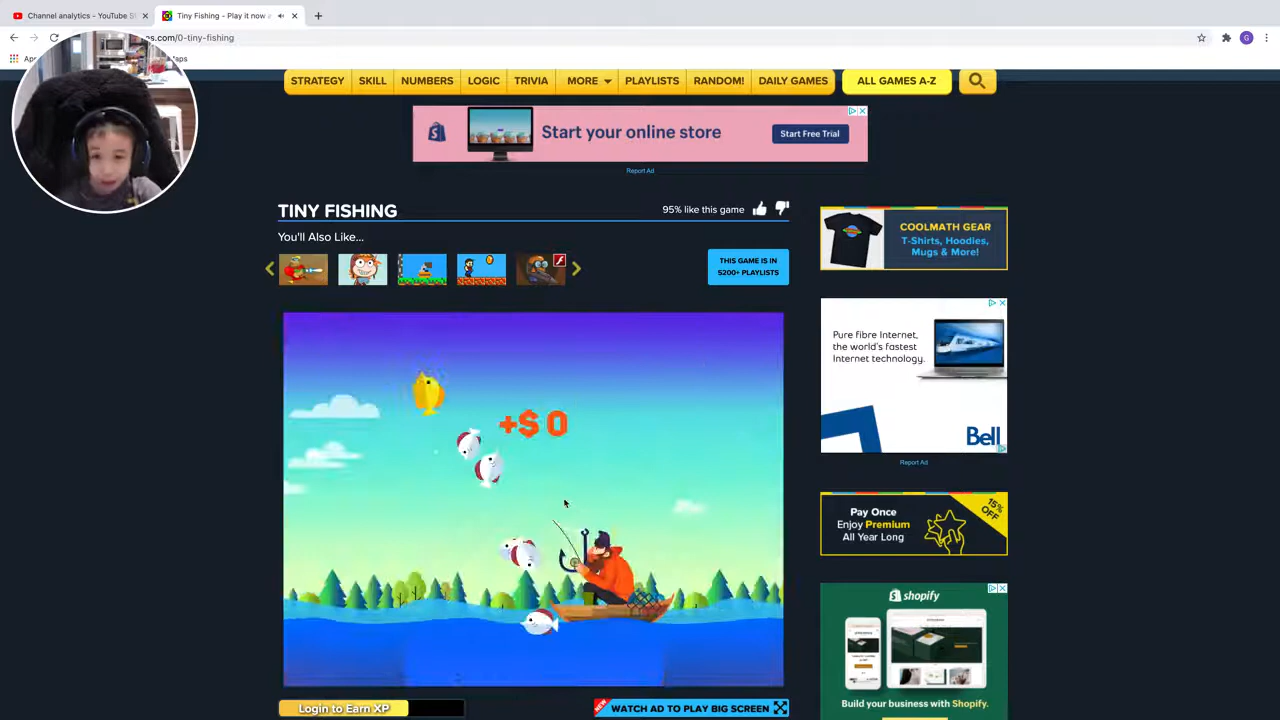 Channel analytics - YouTube S
Tiny Fishing - Play it now a
os.com/0-tiny-fishing
G
STRATEGY
SKILL
NUMBERS
LOGIC
TRIVIA
MORE
PLAYLISTS
RANDOM!
DAILY GAMES
ALL GAMES A-Z
Start your online store
Start Free Trial
Report Ad
TINY FISHING
95% like this game
You'll Also Like...
THIS GAME IS IN
5200+ PLAYLISTS
COOLMATH GEAR
T-Shirts, Hoodies,
Mugs & More!
Pure fibre Internet,
the world's fastest
Internet technology.
Bell
Report Ad
+$ 0
Pay Once
Enjoy Premium
All Year Long
15%
OFF
shopify
Build your business with Shopify.
Login to Earn XP
NEW
WATCH AD TO PLAY BIG SCREEN